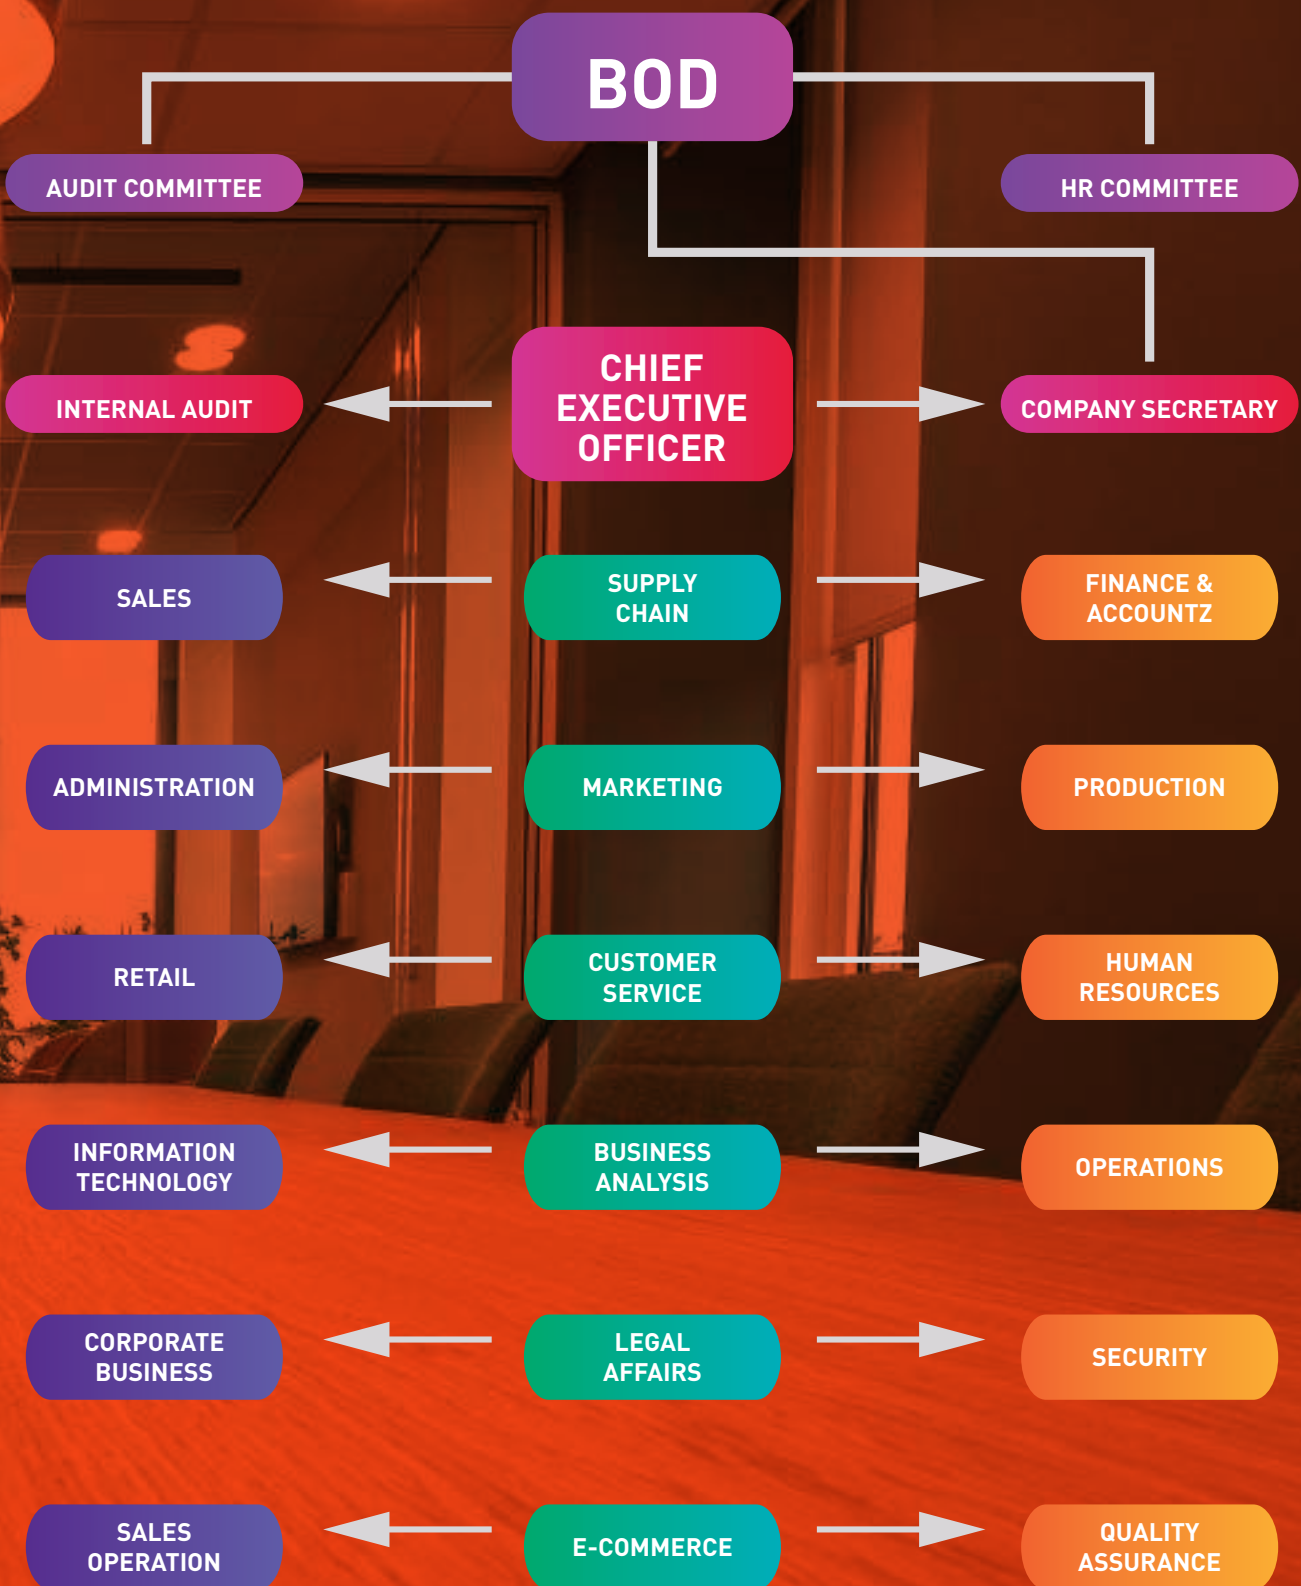 BOD
AUDIT COMMITTEE
HR COMMITTEE
INTERNAL AUDIT
CHIEF
EXECUTIVE
OFFICER
COMPANY SECRETARY
SALES
SUPPLY
CHAIN
FINANCE &
ACCOUNTZ
ADMINISTRATION
MARKETING
PRODUCTION
RETAIL
CUSTOMER
SERVICE
HUMAN
RESOURCES
INFORMATION
TECHNOLOGY
BUSINESS
ANALYSIS
OPERATIONS
CORPORATE
BUSINESS
LEGAL
AFFAIRS
SECURITY
SALES
OPERATION
E-COMMERCE
QUALITY
ASSURANCE